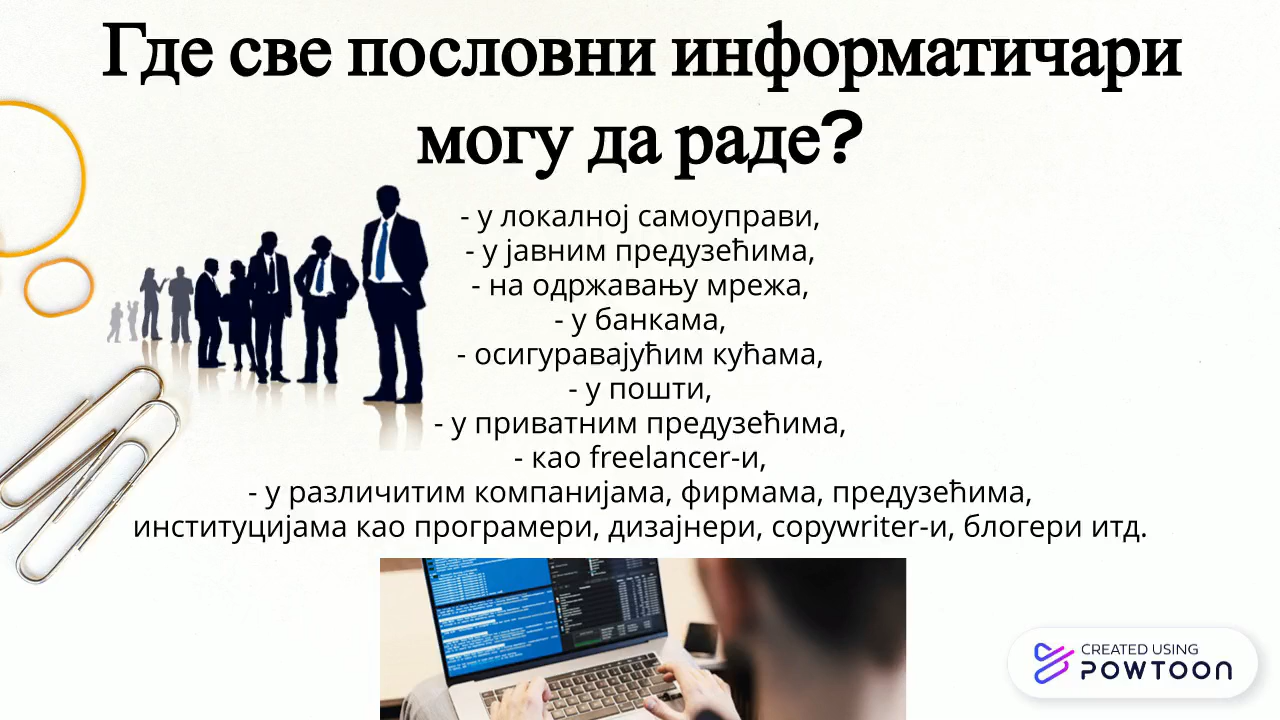 Где све пословни информатичари
могу да раде?
- у локалној самоуправи,
- у јавним предузећима,
- на одржавању мрежа,
- у банкама,
- осигуравајућим кућама,
- у пошти,
- у приватним предузећима,
- као freelancer-и,
- у различитим компанијама, фирмама, предузећима,
институцијама као програмери, дизајнери, copywriter-и, блогери итд.
CREATED USING
POWTOON